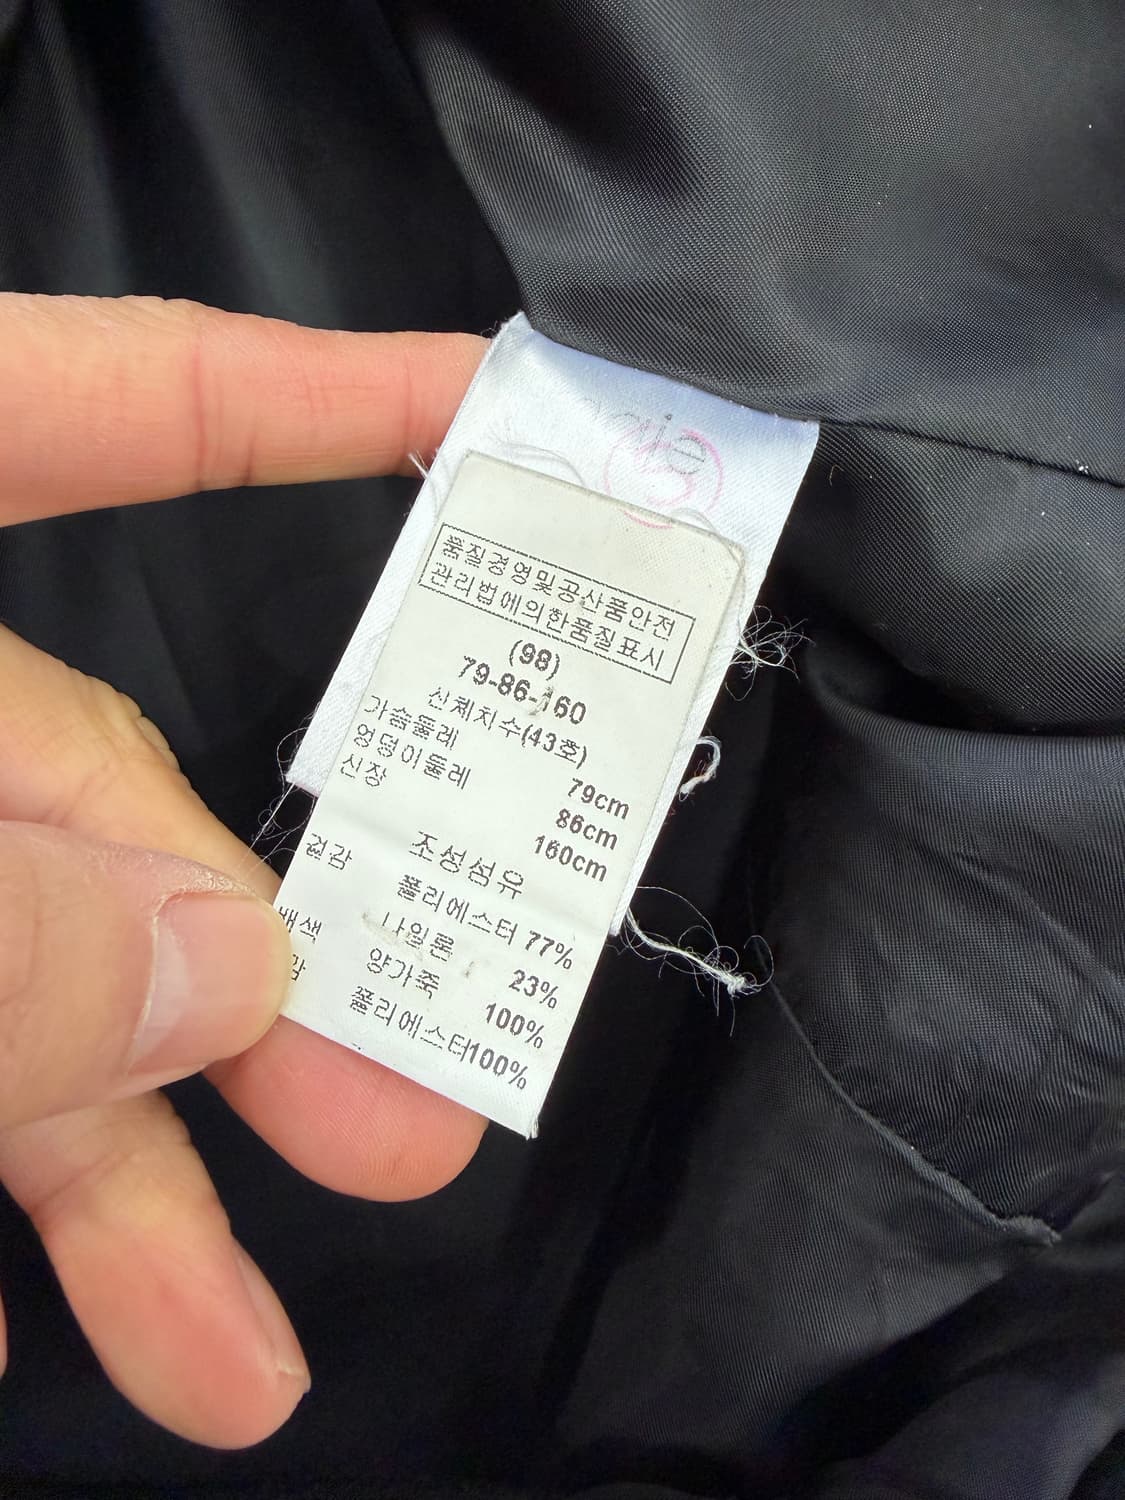 품질경영및공산품안전
관리법에의한품질표시
(98)
79-86-160
신체치수(43호)
가슴둘레 79cm
엉덩이둘레 86cm
신장 160cm
조성섬유
겉감 폴리에스터 77%
나일론 23%
배색 양가죽 100%
폴리에스터100%